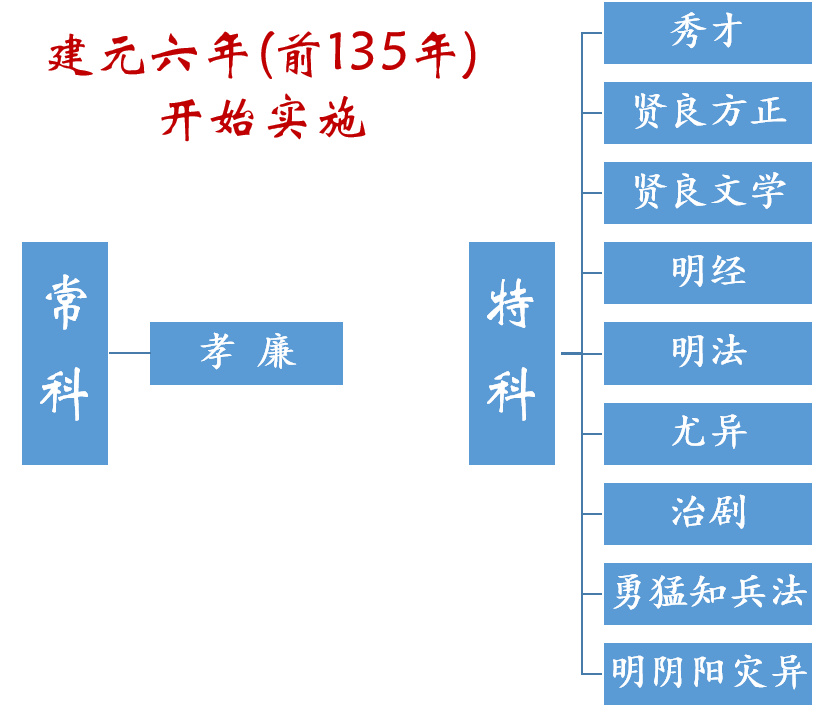 建元六年(前135年)
开始实施
常科
孝廉
特科
秀才
贤良方正
贤良文学
明经
明法
尤异
治剧
勇猛知兵法
明阴阳灾异